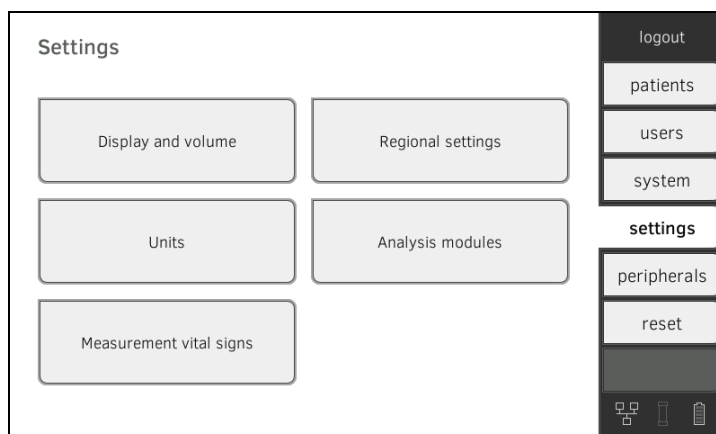 Settings
Display and volume
Regional settings
Units
Analysis modules
Measurement vital signs
logout
patients
users
system
settings
peripherals
reset